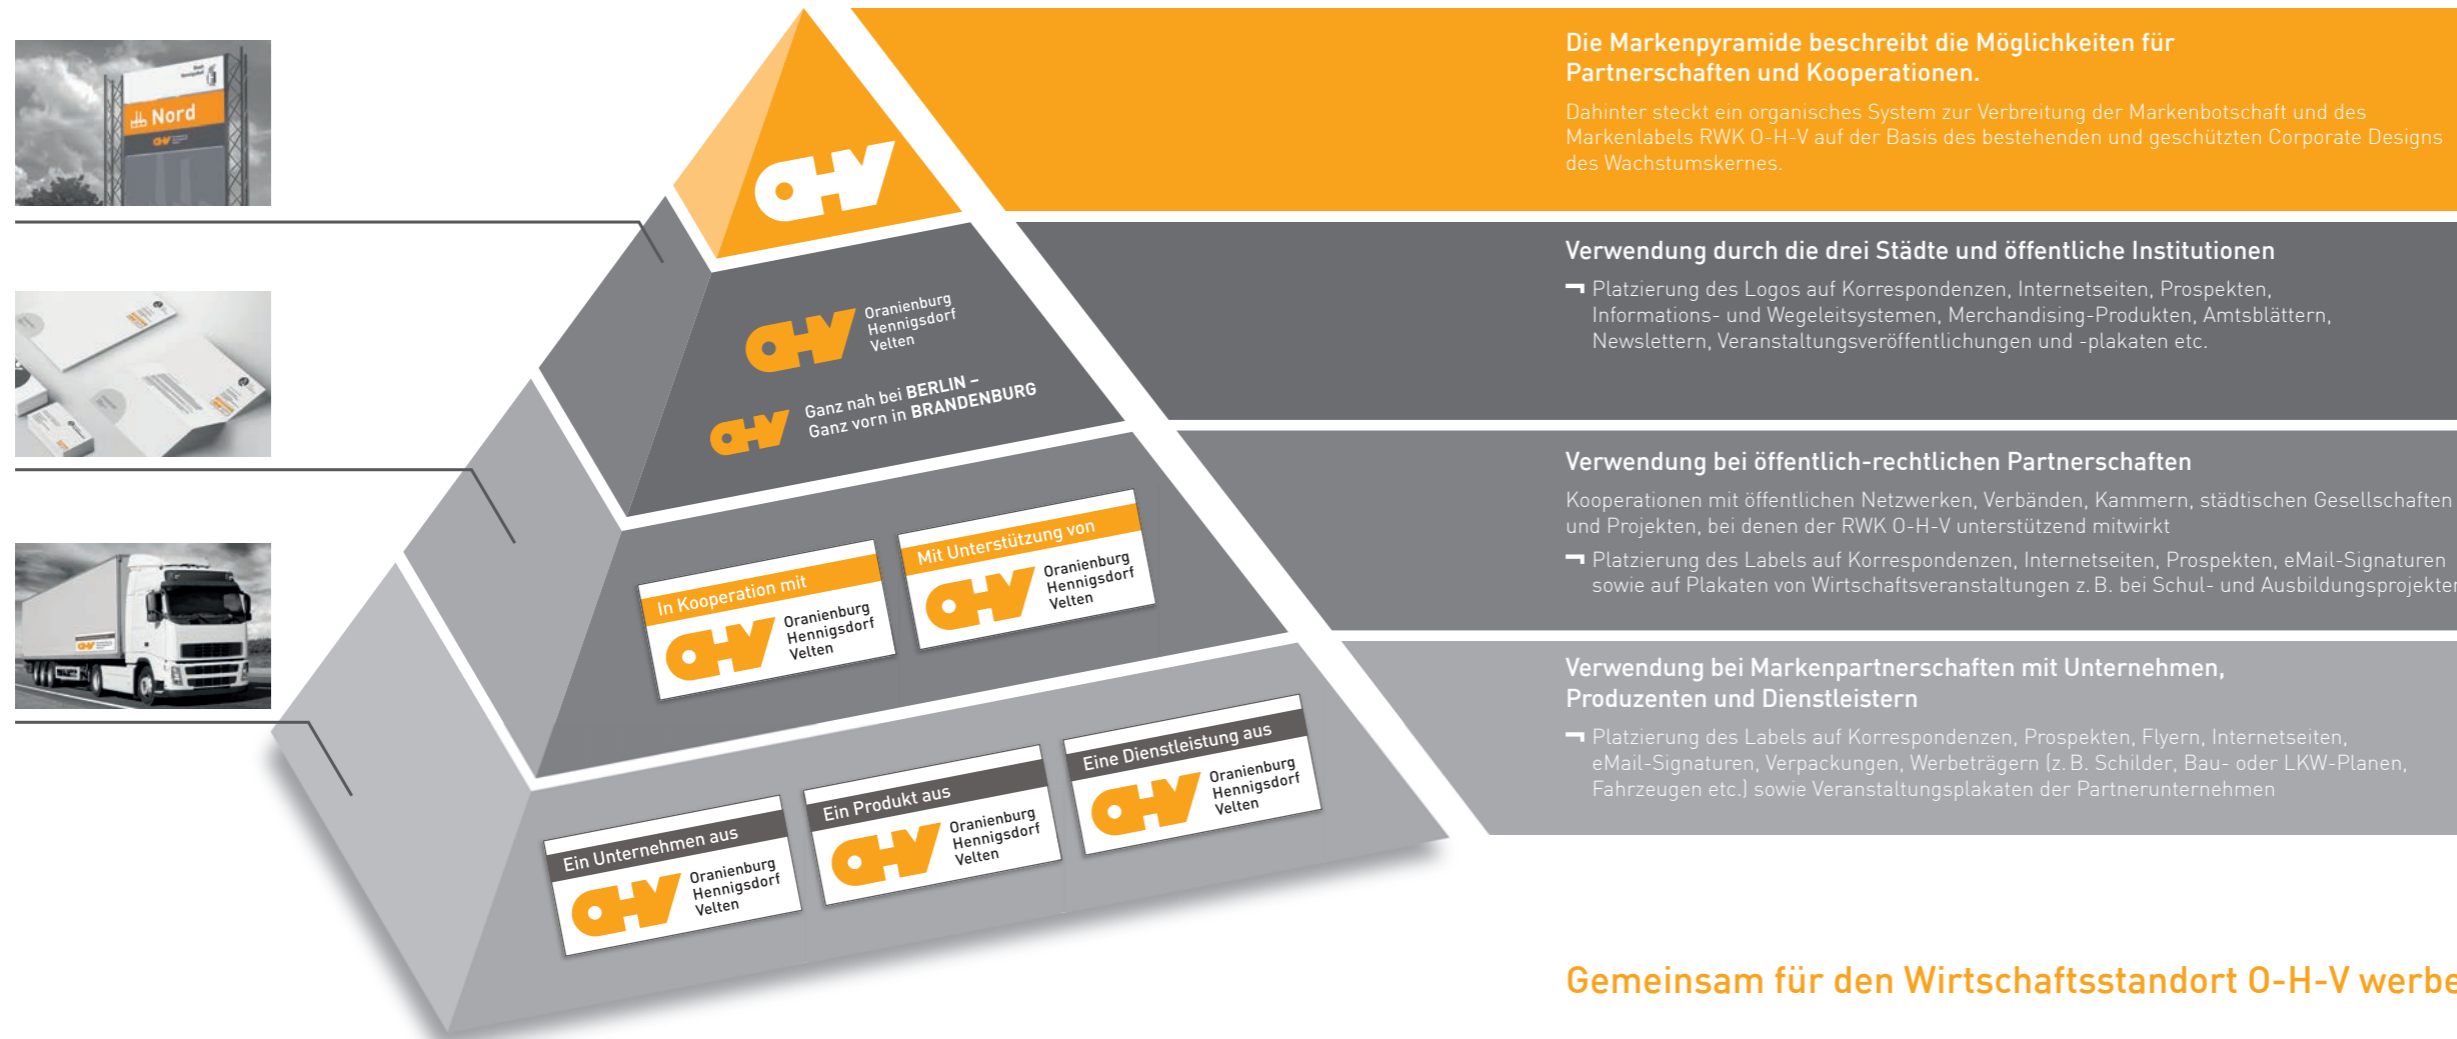 Nord
OHV
Die Markenpyramide beschreibt die Möglichkeiten für
Partnerschaften und Kooperationen.
Dahinter steckt ein organisches System zur Verbreitung der Markenbotschaft und des
Markenlabels RWK O-H-V auf der Basis des bestehenden und geschützten Corporate Designs
des Wachstumskernes.
OHV
Oranienburg
Hennigsdorf
Velten
OHV
Ganz nah bei BERLIN –
Ganz vorn in BRANDENBURG
Verwendung durch die drei Städte und öffentliche Institutionen
Platzierung des Logos auf Korrespondenzen, Internetseiten, Prospekten,
Informations- und Wegeleitsystemen, Merchandising-Produkten, Amtsblättern,
Newslettern, Veranstaltungsveröffentlichungen und -plakaten etc.
In Kooperation mit
OHV
Oranienburg
Hennigsdorf
Velten
Mit Unterstützung von
OHV
Oranienburg
Hennigsdorf
Velten
Verwendung bei öffentlich-rechtlichen Partnerschaften
Kooperationen mit öffentlichen Netzwerken, Verbänden, Kammern, städtischen Gesellschaften
und Projekten, bei denen der RWK O-H-V unterstützend mitwirkt
Platzierung des Labels auf Korrespondenzen, Internetseiten, Prospekten, eMail-Signaturen
sowie auf Plakaten von Wirtschaftsveranstaltungen z. B. bei Schul- und Ausbildungsprojekten
Ein Unternehmen aus
OHV
Oranienburg
Hennigsdorf
Velten
Ein Produkt aus
OHV
Oranienburg
Hennigsdorf
Velten
Eine Dienstleistung aus
OHV
Oranienburg
Hennigsdorf
Velten
Verwendung bei Markenpartnerschaften mit Unternehmen,
Produzenten und Dienstleistern
Platzierung des Labels auf Korrespondenzen, Prospekten, Flyern, Internetseiten,
eMail-Signaturen, Verpackungen, Werbeträgern (z. B. Schilder, Bau- oder LKW-Planen,
Fahrzeugen etc.) sowie Veranstaltungsplakaten der Partnerunternehmen
Gemeinsam für den Wirtschaftsstandort O-H-V werbe